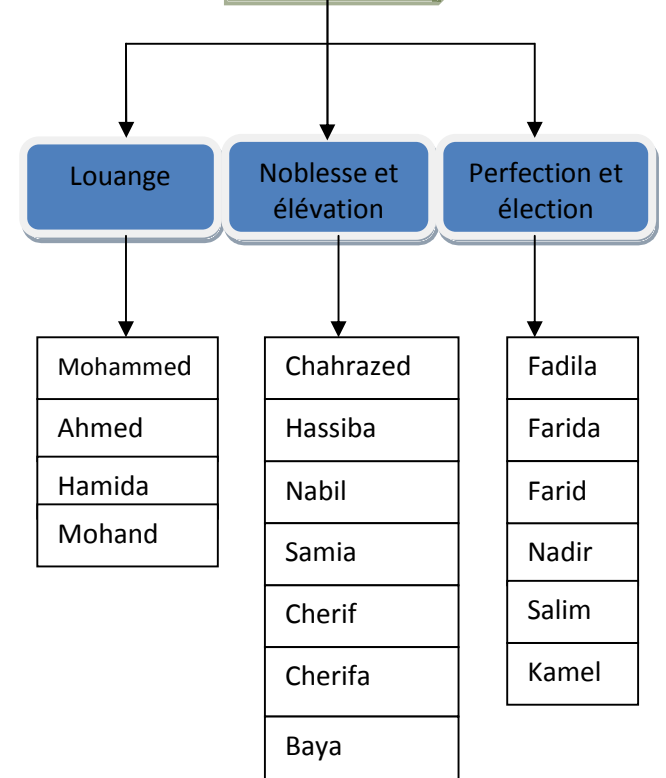 Louange
Noblesse et
élévation
Perfection et
élection
Mohammed
Ahmed
Hamida
Mohand
Chahrazed
Hassiba
Nabil
Samia
Cherif
Cherifa
Baya
Fadila
Farida
Farid
Nadir
Salim
Kamel